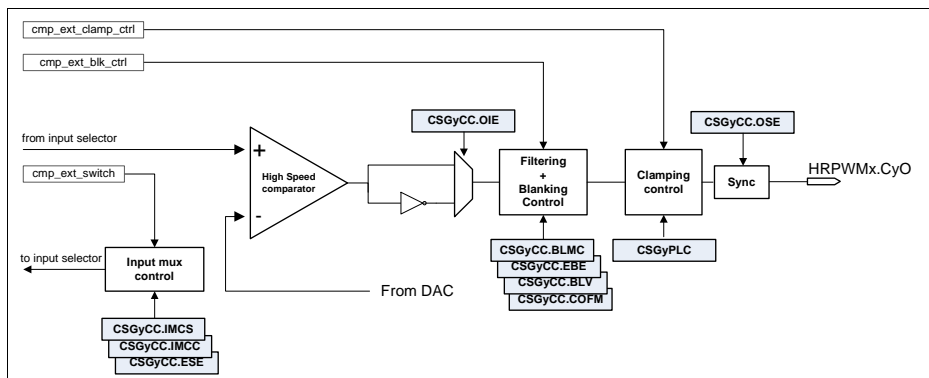 cmp_ext_clamp_ctrl
cmp_ext_blk_ctrl
CSGyCC.OIE
CSGyCC.OSE
from input selector
+
High Speed
comparator
-
Filtering
+
Blanking
Control
Clamping
control
Sync
HRPWMx.CyO
cmp_ext_switch
to input selector
Input mux
control
From DAC
CSGyCC.BLMC
CSGyCC.EBE
CSGyCC.BLV
CSGyCC.COFM
CSGyPLC
CSGyCC.IMCS
CSGyCC.IMCC
CSGyCC.ESE